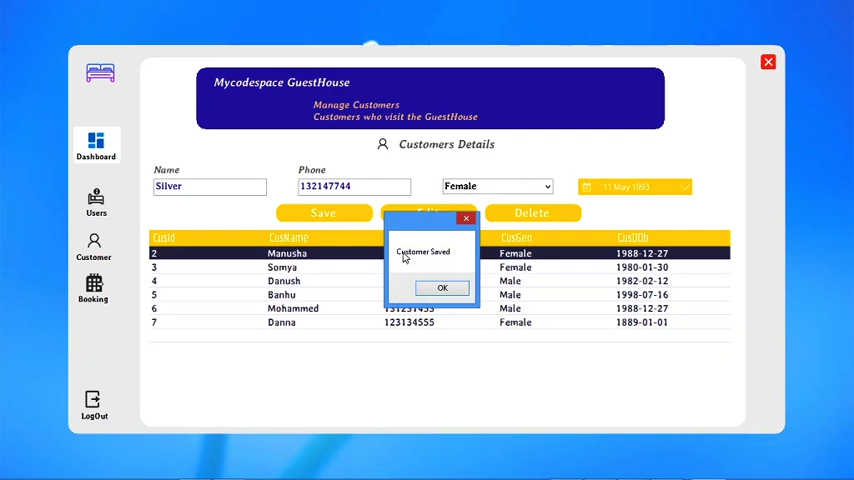 Mycodespace GuestHouse
Manage Customers
Customers who visit the GuestHouse
Customers Details
Dashboard
Users
Customer
Booking
LogOut
Name Phone
Silver 132147744 Female 11 May 1993
Save Delete
CusId CusName CusGen CusDOb
2 Manusha Female 1988-12-27
3 Somya Female 1980-01-30
4 Danush Male 1982-02-12
5 Banhu Male 1998-07-16
6 Mohammed 131231455 Male 1988-12-27
7 Danna 123134555 Female 1889-01-01
Customer Saved
OK